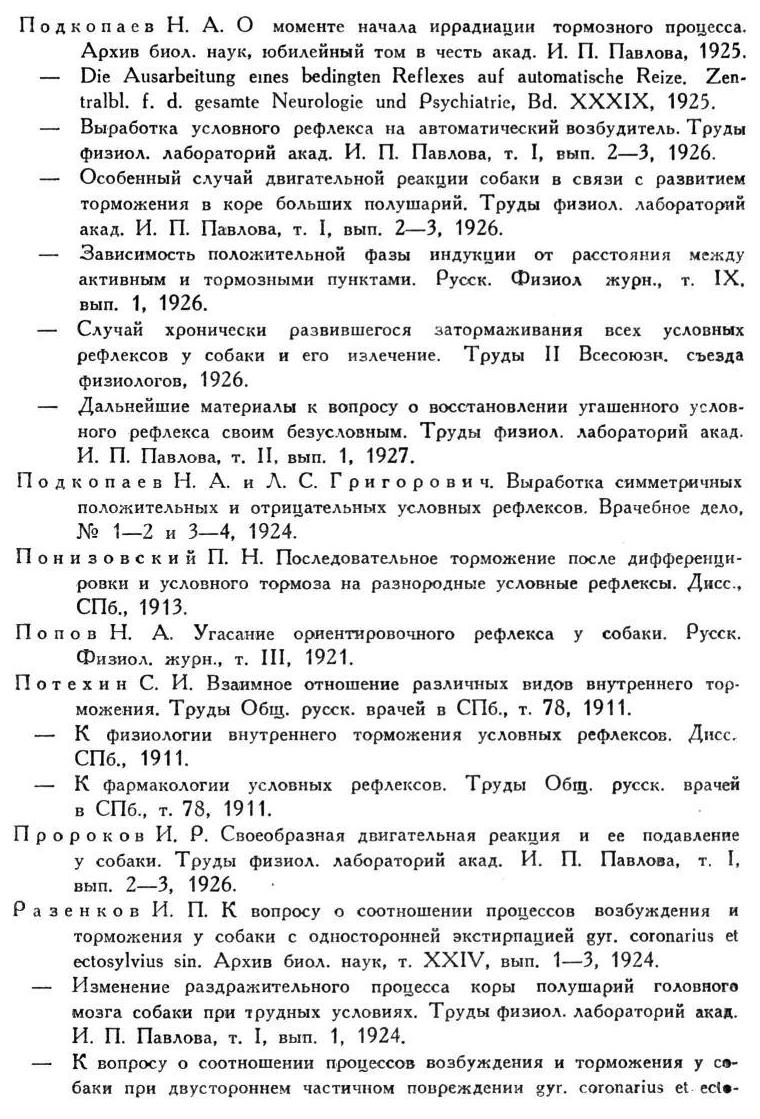 Подкопаев Н. А. О моменте начала иррадиации тормозного процесса.
Архив биол. наук, юбилейный том в честь акад. И. П. Павлова, 1925.
— Die Ausarbeitung eines bedingten Reflexes auf automatische Reize. Zen-
tralbl. f. d. gesamte Neurologie und Psychiatrie, Bd. XXXIX, 1925.
— Выработка условного рефлекса на автоматический возбудитель. Труды
физиол. лабораторий акад. И. П. Павлова, т. I, вып. 2—3, 1926.
— Особенный случай двигательной реакции собаки в связи с развитием
торможения в коре больших полушарий. Труды физиол. лабораторий
акад. И. П. Павлова, т. I, вып. 2—3, 1926.
— Зависимость положительной фазы индукции от расстояния между
активным и тормозными пунктами. Русск. Физиол журн., т. IX,
вып. 1, 1926.
— Случай хронически развившегося затормаживания всех условных
рефлексов у собаки и его излечение. Труды II Всесоюзн. съезда
физиологов, 1926.
— Дальнейшие материалы к вопросу о восстановлении угашенного услов-
ного рефлекса своим безусловным. Труды физиол. лабораторий акад.
И. П. Павлова, т. II, вып. 1, 1927.
Подкопаев Н. А. и Л. С. Григорович. Выработка симметричных
положительных и отрицательных условных рефлексов. Врачебное дело,
№ 1—2 и 3—4, 1924.
Понизовский П. Н. Последовательное торможение после дифференци-
ровки и условного тормоза на разнородные условные рефлексы. Дисс.,
СПб., 1913.
Попов Н. А. Угасание ориентировочного рефлекса у собаки. Русск.
Физиол. журн., т. III, 1921.
Потехин С. И. Взаимное отношение различных видов внутреннего тор-
можения. Труды Общ. русск. врачей в СПб., т. 78, 1911.
— К физиологии внутреннего торможения условных рефлексов. Дисс.
СПб., 1911.
— К фармакологии условных рефлексов. Труды Общ. русск. врачей
в СПб., т. 78, 1911.
Пророков И. Р. Своеобразная двигательная реакция и ее подавление
у собаки. Труды физиол. лабораторий акад. И. П. Павлова, т. I,
вып. 2—3, 1926.
Разенков И. П. К вопросу о соотношении процессов возбуждения и
торможения у собаки с односторонней экстирпацией gyr. coronarius et
ectosylvius sin. Архив биол. наук, т. XXIV, вып. 1—3, 1924.
— Изменение раздражительного процесса коры полушарий головного
мозга собаки при трудных условиях. Труды физиол. лабораторий акад.
И. П. Павлова, т. I, вып. 1, 1924.
— К вопросу о соотношении процессов возбуждения и торможения у со-
баки при двустороннем частичном повреждении gyr. coronarius et ecto-